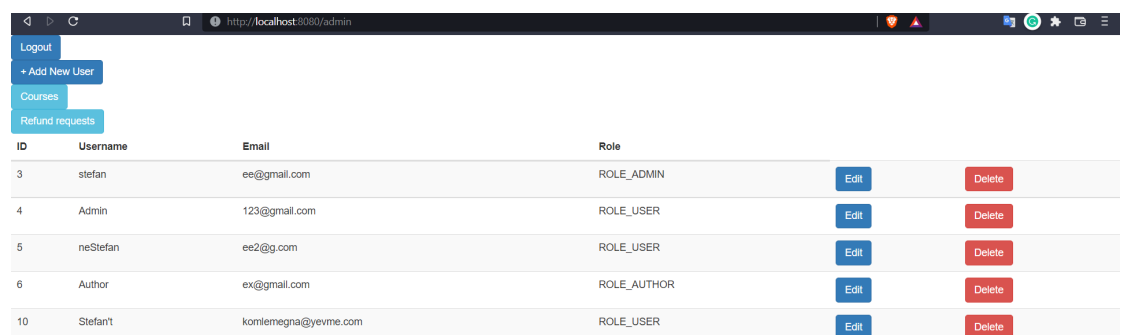 http://localhost:8080/admin
Logout
+ Add New User
Courses
Refund requests
ID Username Email Role
3 stefan ee@gmail.com ROLE_ADMIN Edit Delete
4 Admin 123@gmail.com ROLE_USER Edit Delete
5 neStefan ee2@g.com ROLE_USER Edit Delete
6 Author ex@gmail.com ROLE_AUTHOR Edit Delete
10 Stefan't komlemegna@yevme.com ROLE_USER Edit Delete